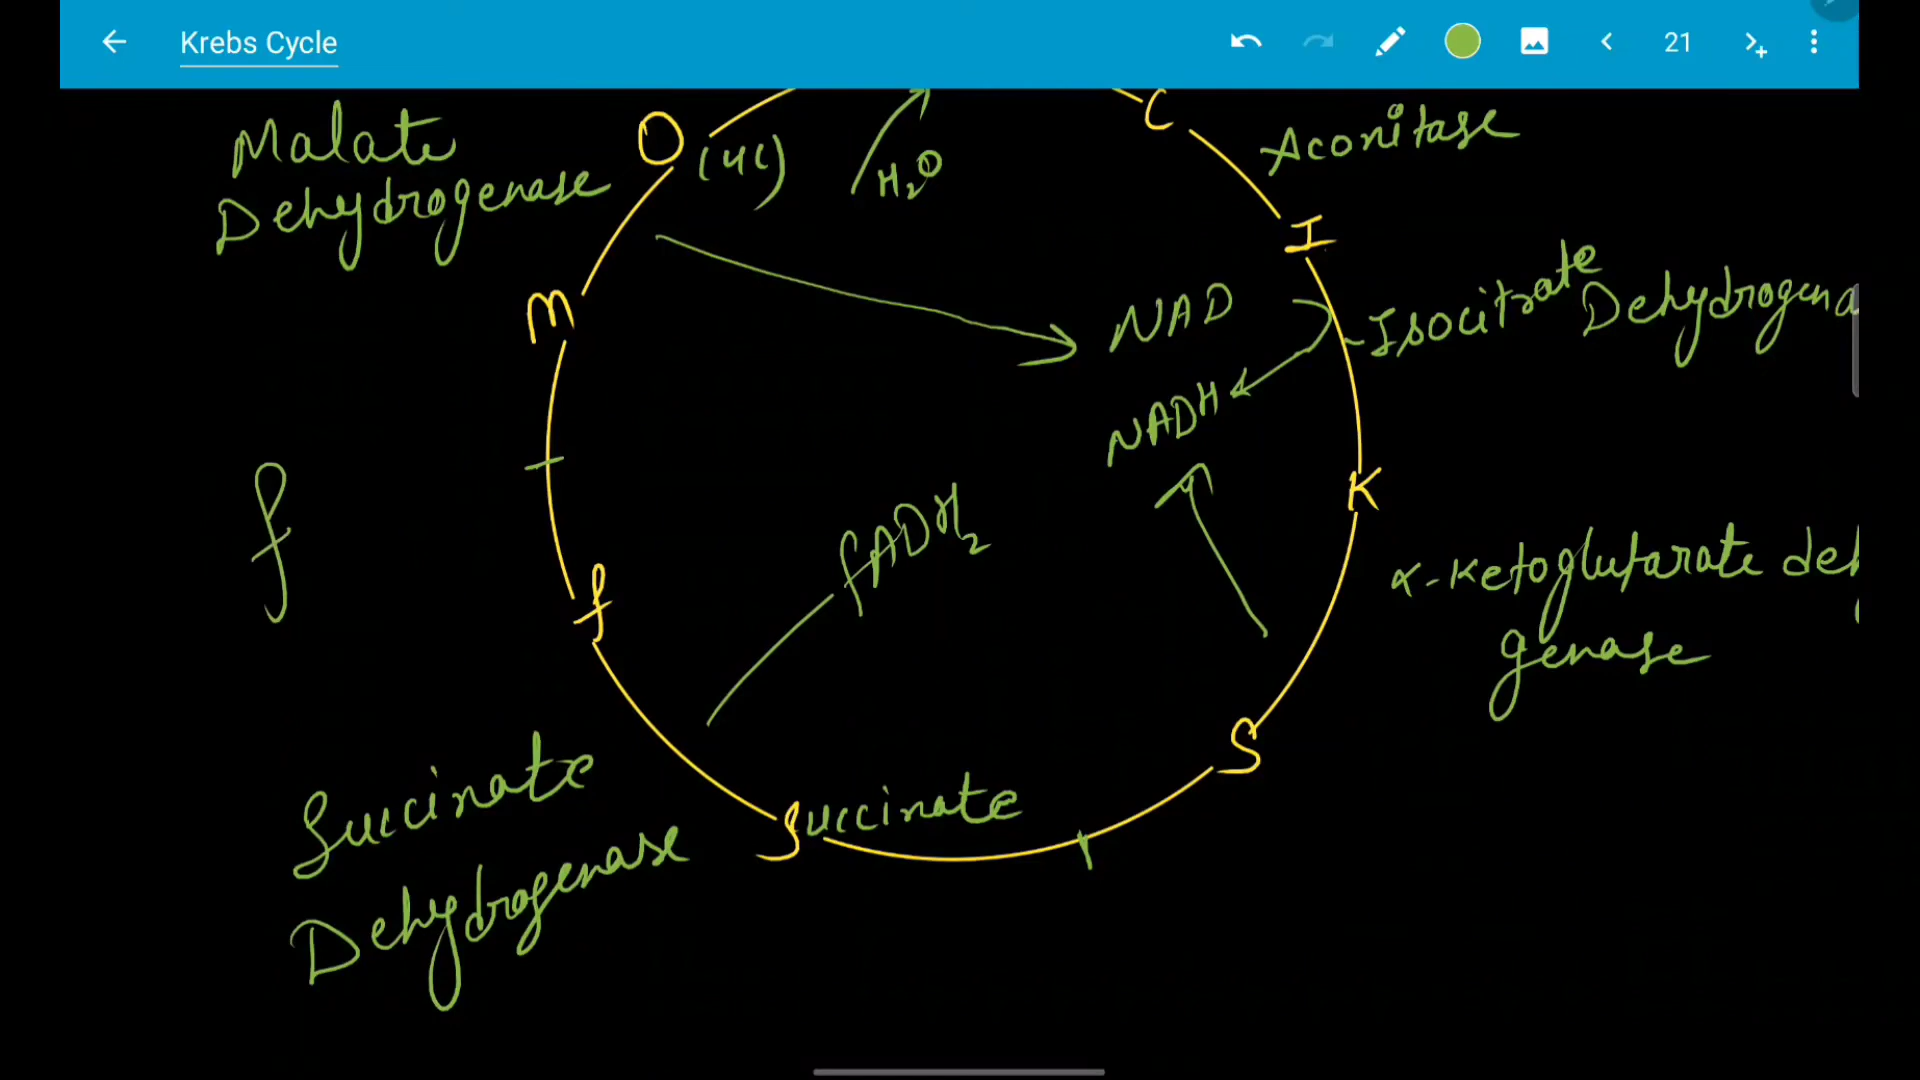 Krebs Cycle
21
Malate
Dehydrogenase
O
(4C)
H2O
C
Aconitase
I
Isocitrate
Dehydrogena
M
NAD
NADH
K
f
FADH2
f
α-Ketoglutarate deh
genase
S
Succinate
Succinate
Dehydrogenase